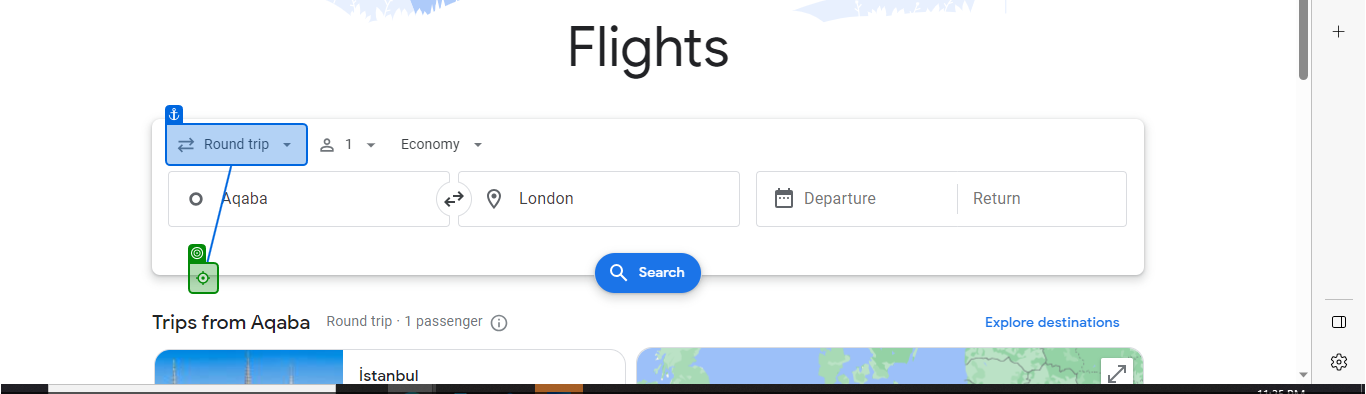 Flights
Round trip 1 Economy
Aqaba London Departure Return
Search
Trips from Aqaba Round trip · 1 passenger Explore destinations
İstanbul